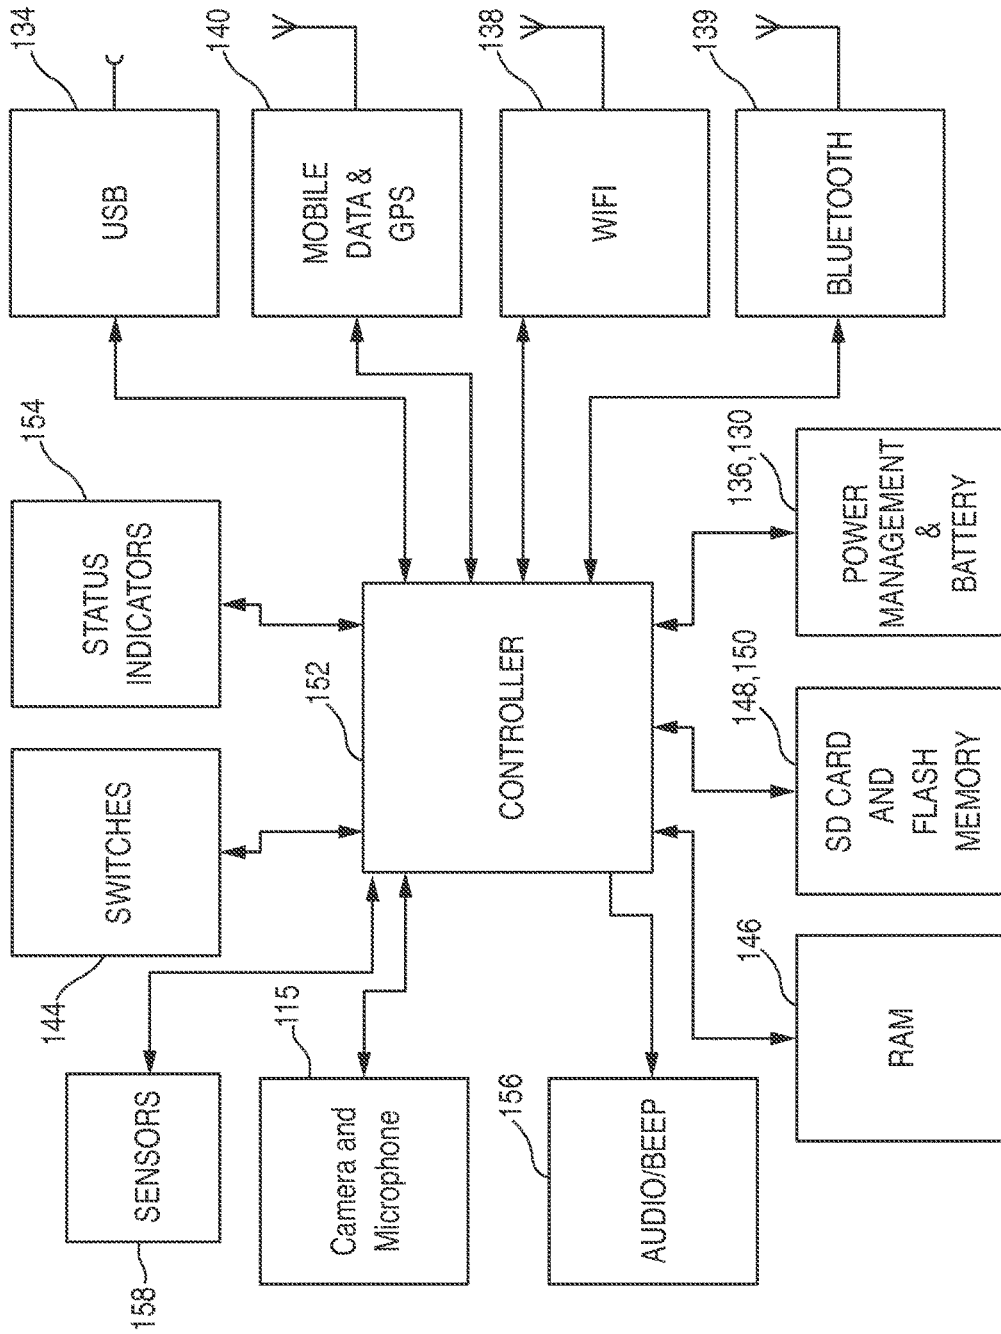 158
SENSORS
144
SWITCHES
154
STATUS
INDICATORS
134
USB
115
Camera and
Microphone
152
CONTROLLER
140
MOBILE
DATA &
GPS
156
AUDIO/BEEP
138
WIFI
146
RAM
148,150
SD CARD
AND
FLASH
MEMORY
136,130
POWER
MANAGEMENT
&
BATTERY
139
BLUETOOTH